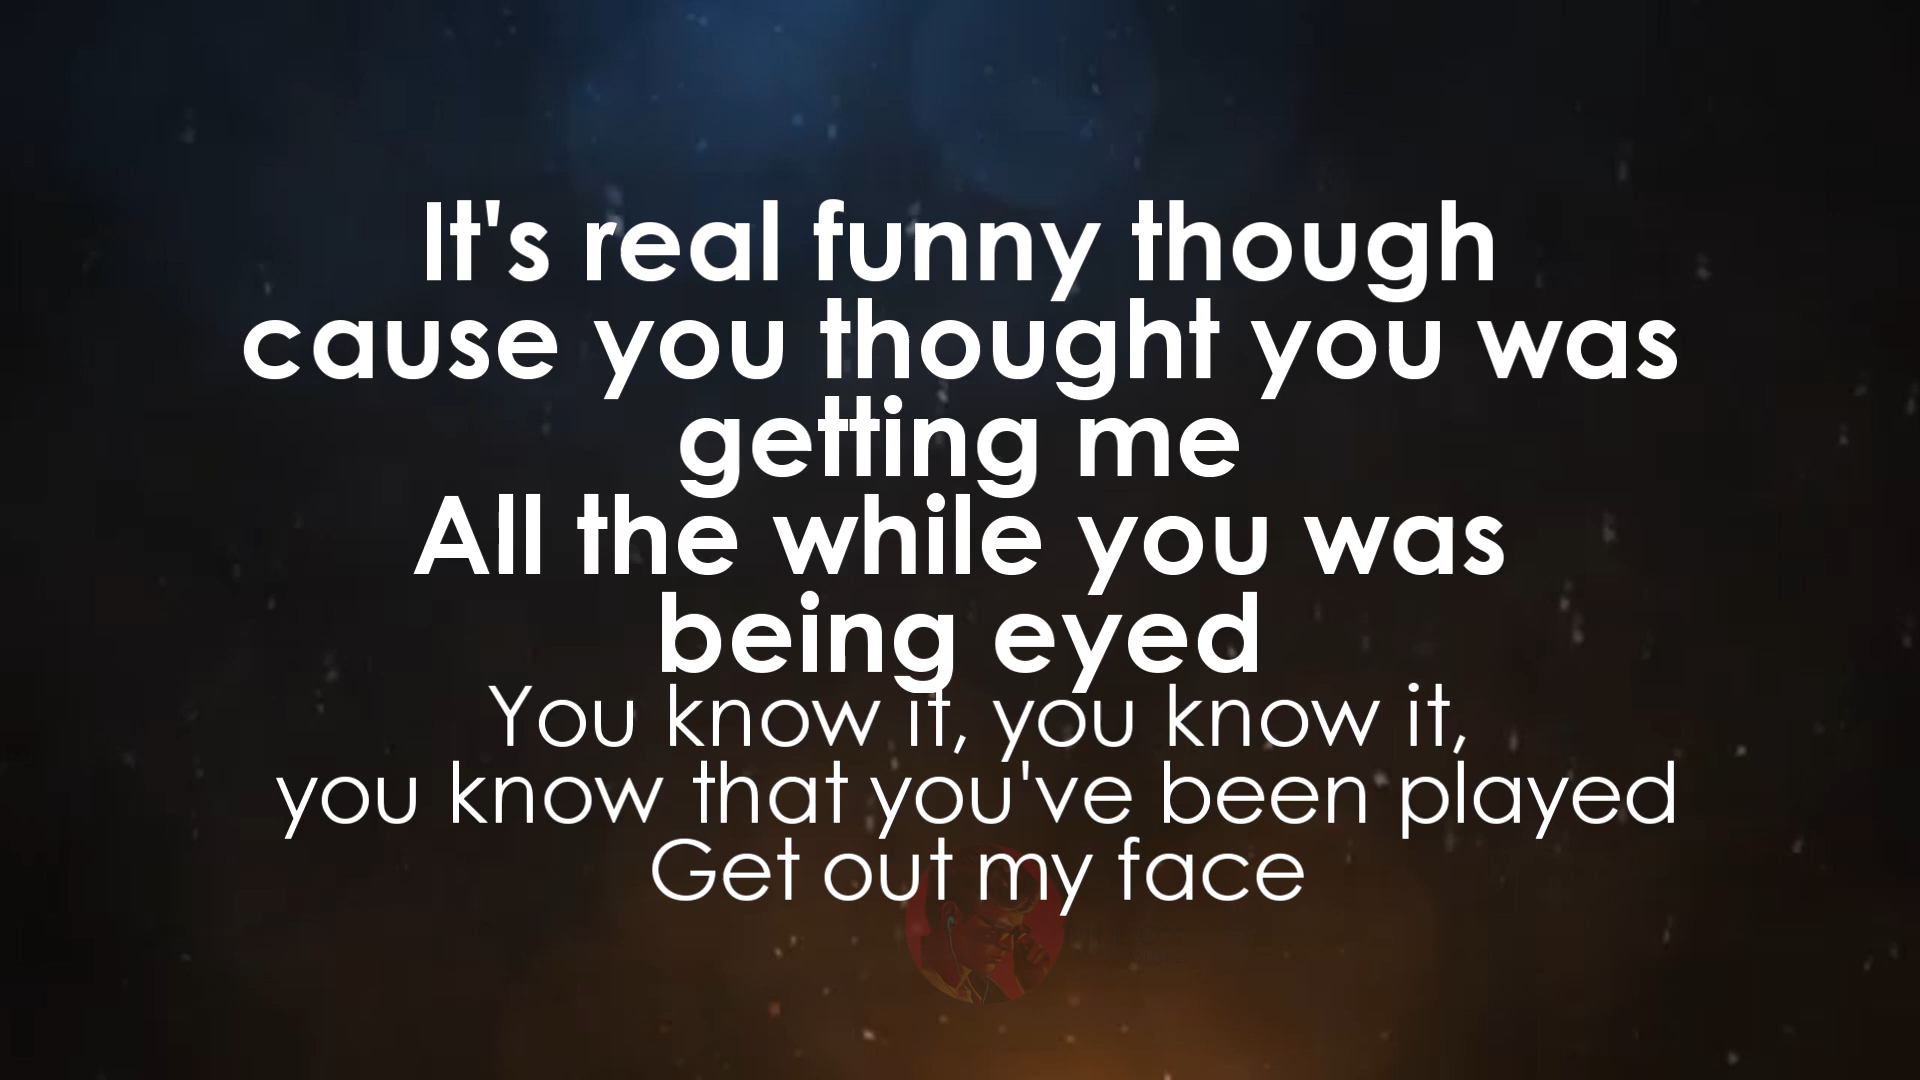 It's real funny though
cause you thought you was
getting me
All the while you was
being eyed
You know it, you know it,
you know that you've been played
Get out my face